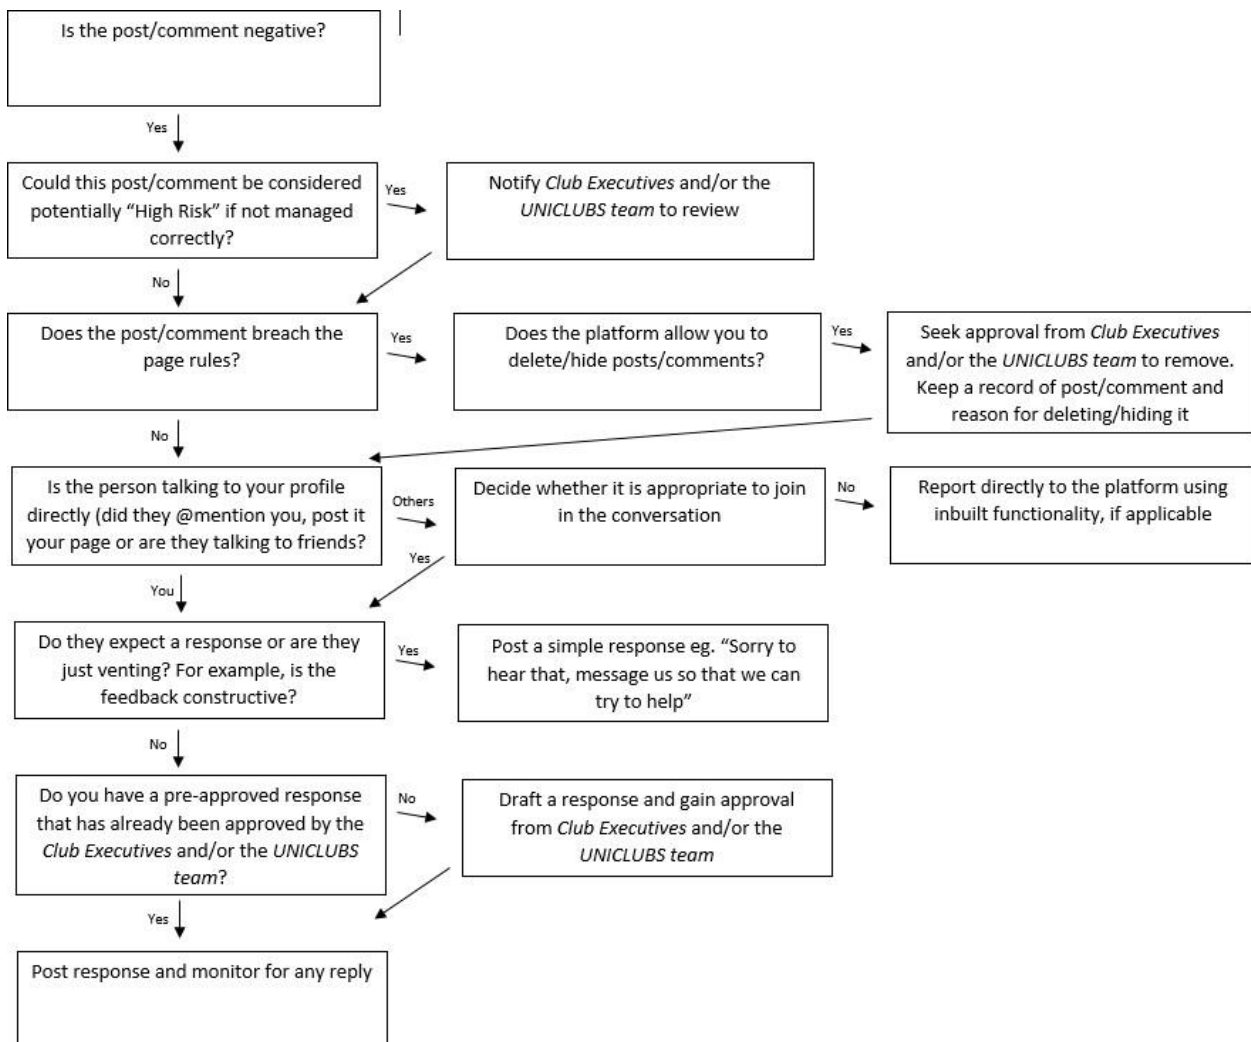 Is the post/comment negative?
Yes
Could this post/comment be considered
potentially “High Risk” if not managed
correctly?
Yes
Notify Club Executives and/or the
UNICLUBS team to review
No
Does the post/comment breach the
page rules?
Yes
Does the platform allow you to
delete/hide posts/comments?
Yes
Seek approval from Club Executives
and/or the UNICLUBS team to remove.
Keep a record of post/comment and
reason for deleting/hiding it
No
Is the person talking to your profile
directly (did they @mention you, post it
your page or are they talking to friends?
Others
Decide whether it is appropriate to join
in the conversation
No
Report directly to the platform using
inbuilt functionality, if applicable
Yes
You
Do they expect a response or are they
just venting? For example, is the
feedback constructive?
Yes
Post a simple response eg. “Sorry to
hear that, message us so that we can
try to help”
No
Do you have a pre-approved response
that has already been approved by the
Club Executives and/or the UNICLUBS
team?
No
Draft a response and gain approval
from Club Executives and/or the
UNICLUBS team
Yes
Post response and monitor for any reply